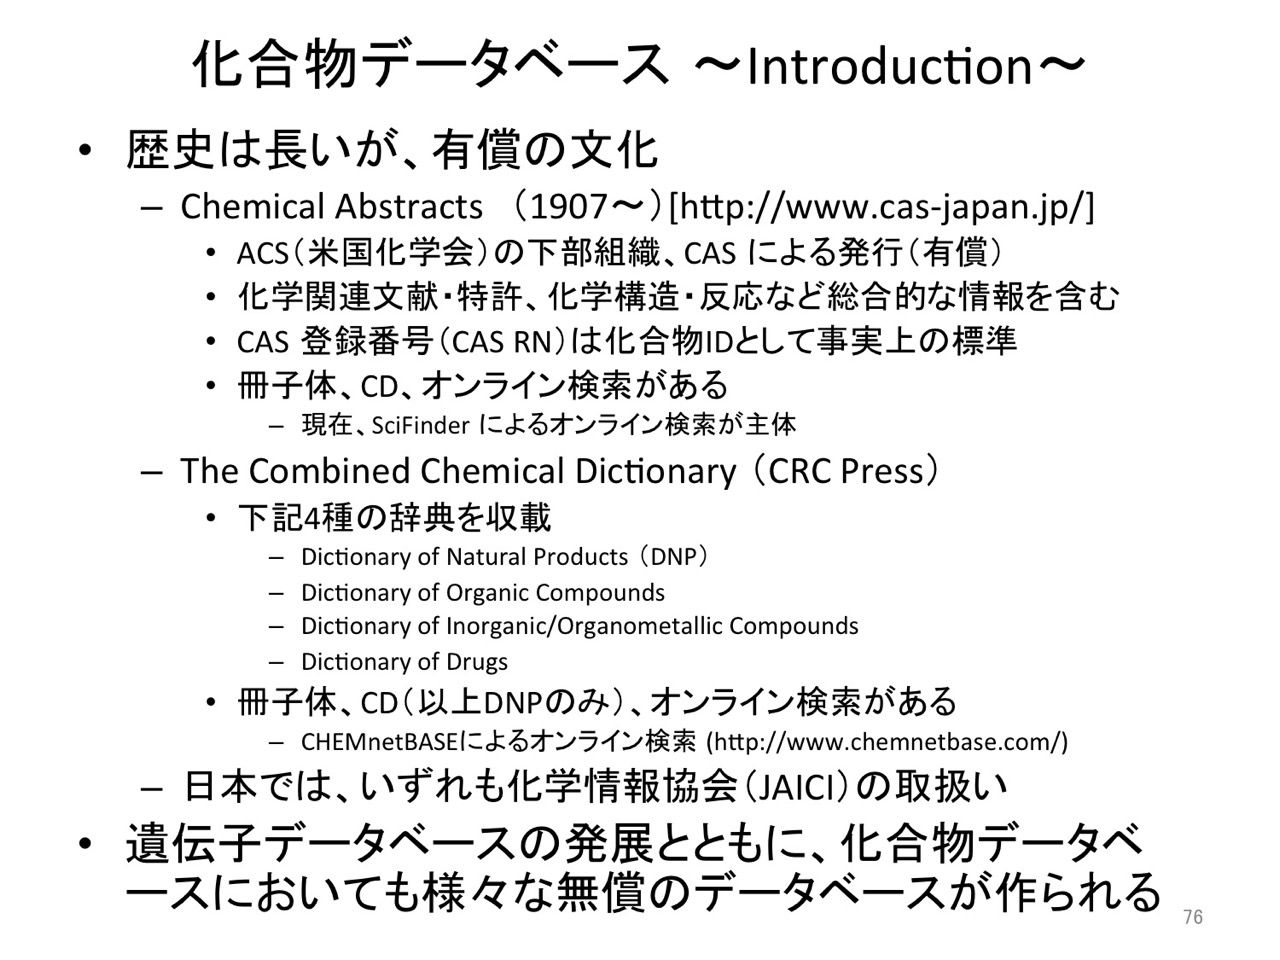 化合物データベース ～Introduction～
• 歴史は長いが、有償の文化
– Chemical Abstracts （1907～）[http://www.cas-japan.jp/]
• ACS（米国化学会）の下部組織、CAS による発行（有償）
• 化学関連文献・特許、化学構造・反応など総合的な情報を含む
• CAS 登録番号（CAS RN）は化合物IDとして事実上の標準
• 冊子体、CD、オンライン検索がある
– 現在、SciFinder によるオンライン検索が主体
– The Combined Chemical Dictionary （CRC Press）
• 下記4種の辞典を収載
– Dictionary of Natural Products （DNP）
– Dictionary of Organic Compounds
– Dictionary of Inorganic/Organometallic Compounds
– Dictionary of Drugs
• 冊子体、CD（以上DNPのみ）、オンライン検索がある
– CHEMnetBASEによるオンライン検索 (http://www.chemnetbase.com/)
– 日本では、いずれも化学情報協会（JAICI）の取扱い
• 遺伝子データベースの発展とともに、化合物データベ
ースにおいても様々な無償のデータベースが作られる
76